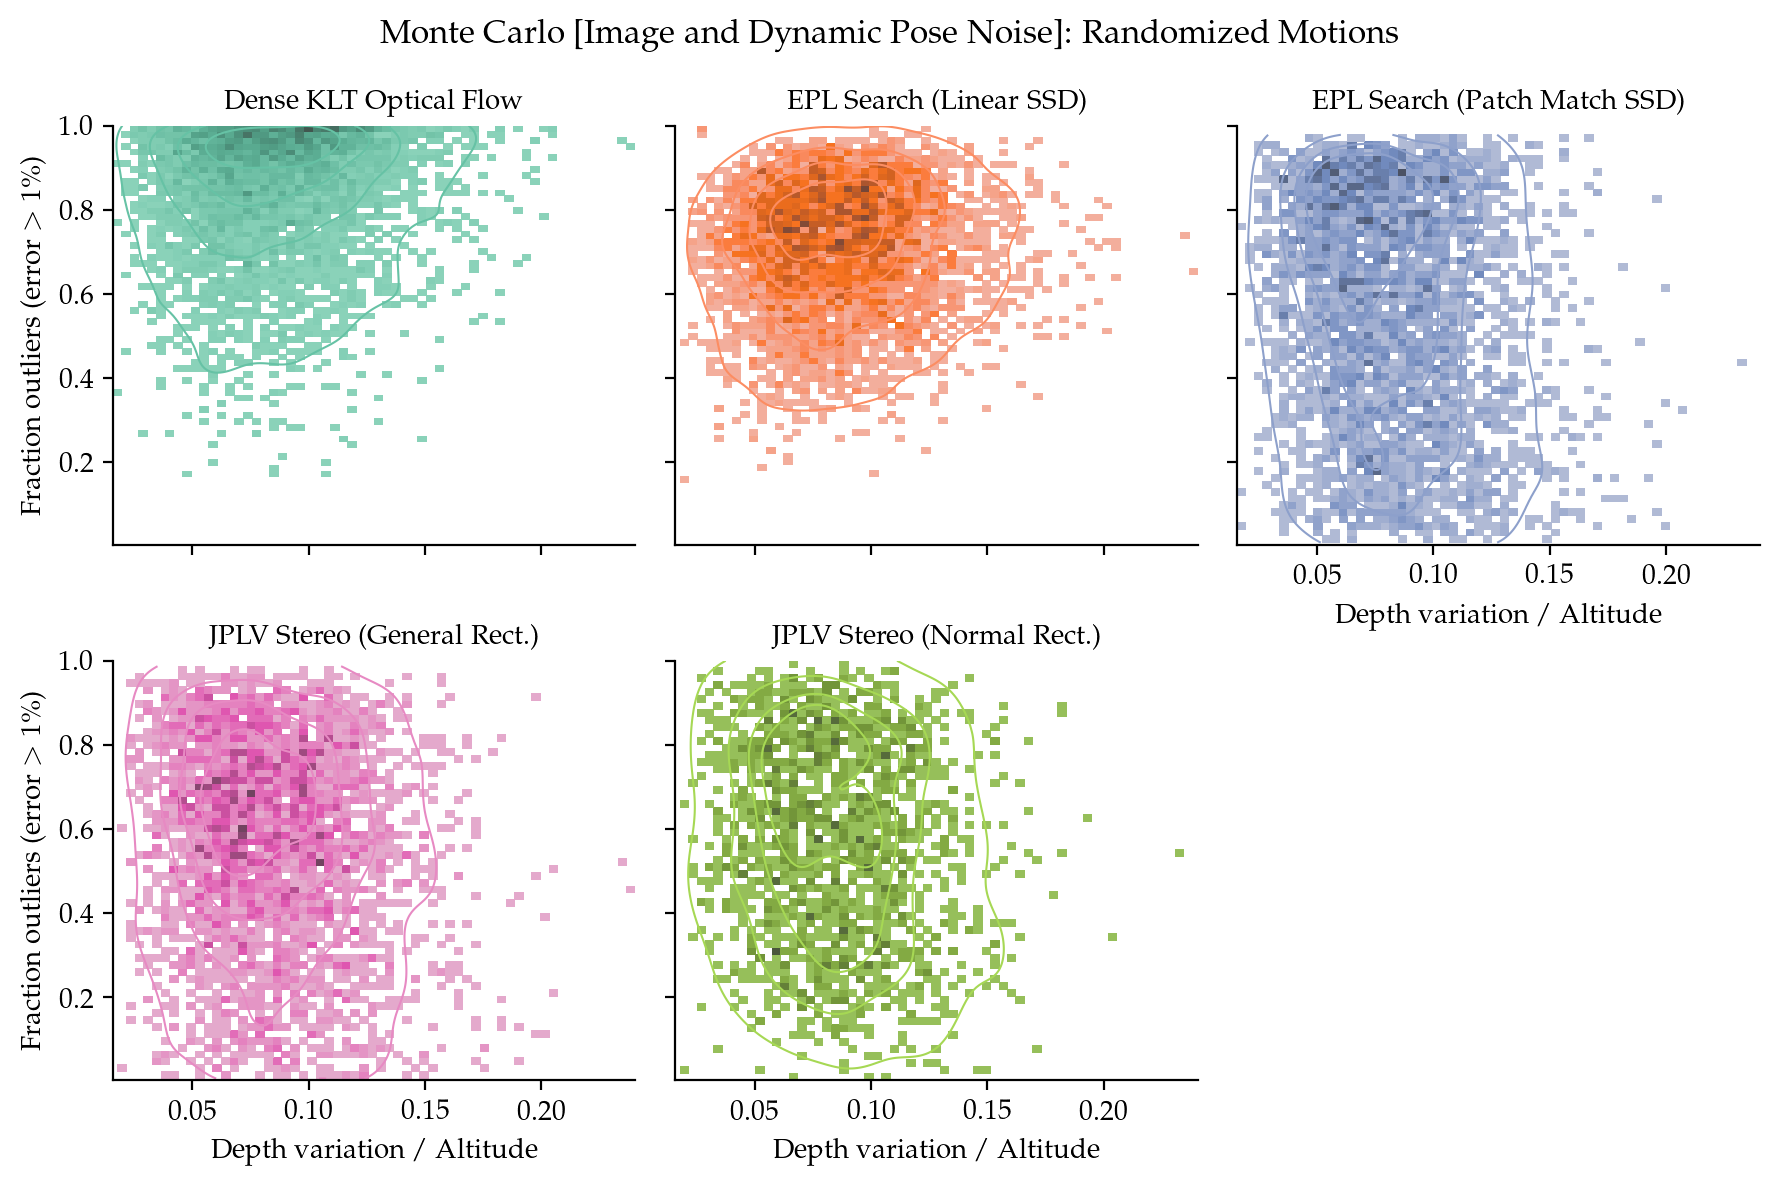 Monte Carlo [Image and Dynamic Pose Noise]: Randomized Motions
Dense KLT Optical Flow
EPL Search (Linear SSD)
EPL Search (Patch Match SSD)
Fraction outliers (error > 1%)
1.0
0.8
0.6
0.4
0.2
0.05 0.10 0.15 0.20
Depth variation / Altitude
JPLV Stereo (General Rect.)
JPLV Stereo (Normal Rect.)
Fraction outliers (error > 1%)
1.0
0.8
0.6
0.4
0.2
0.05 0.10 0.15 0.20
Depth variation / Altitude
0.05 0.10 0.15 0.20
Depth variation / Altitude